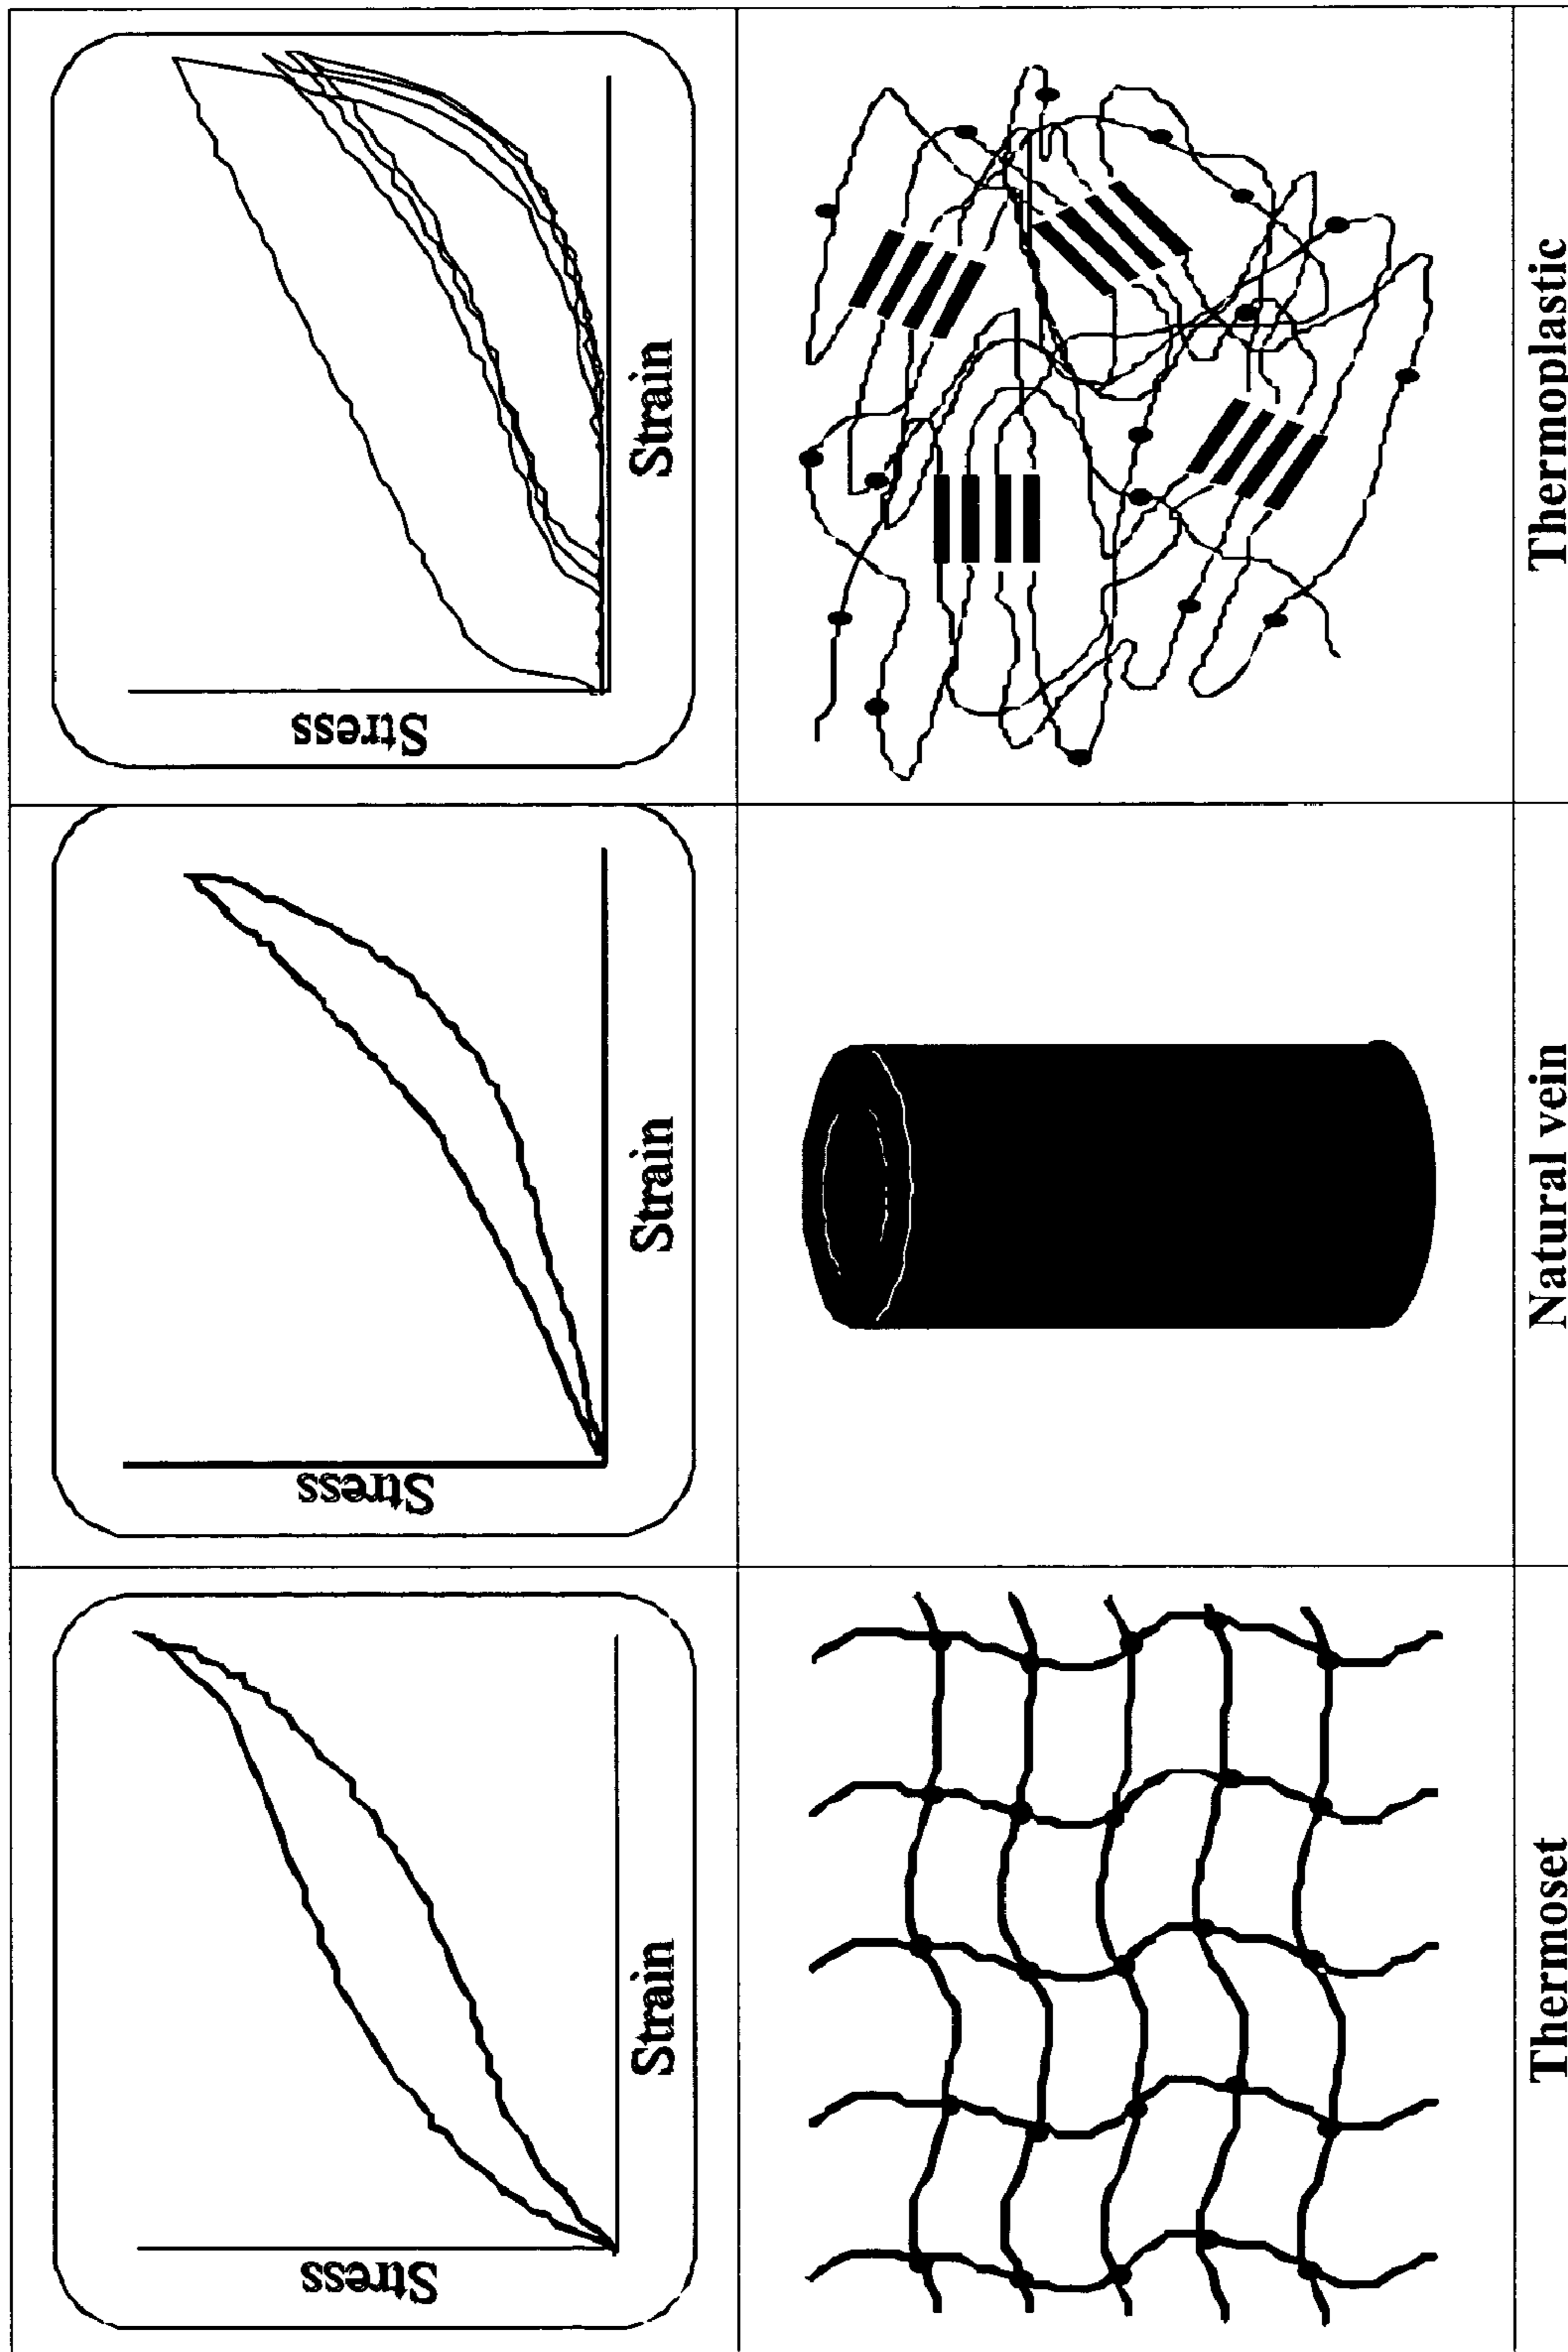 Stress
Strain
Stress
Strain
Stress
Strain
Thermoset
Natural vein
Thermoplastic